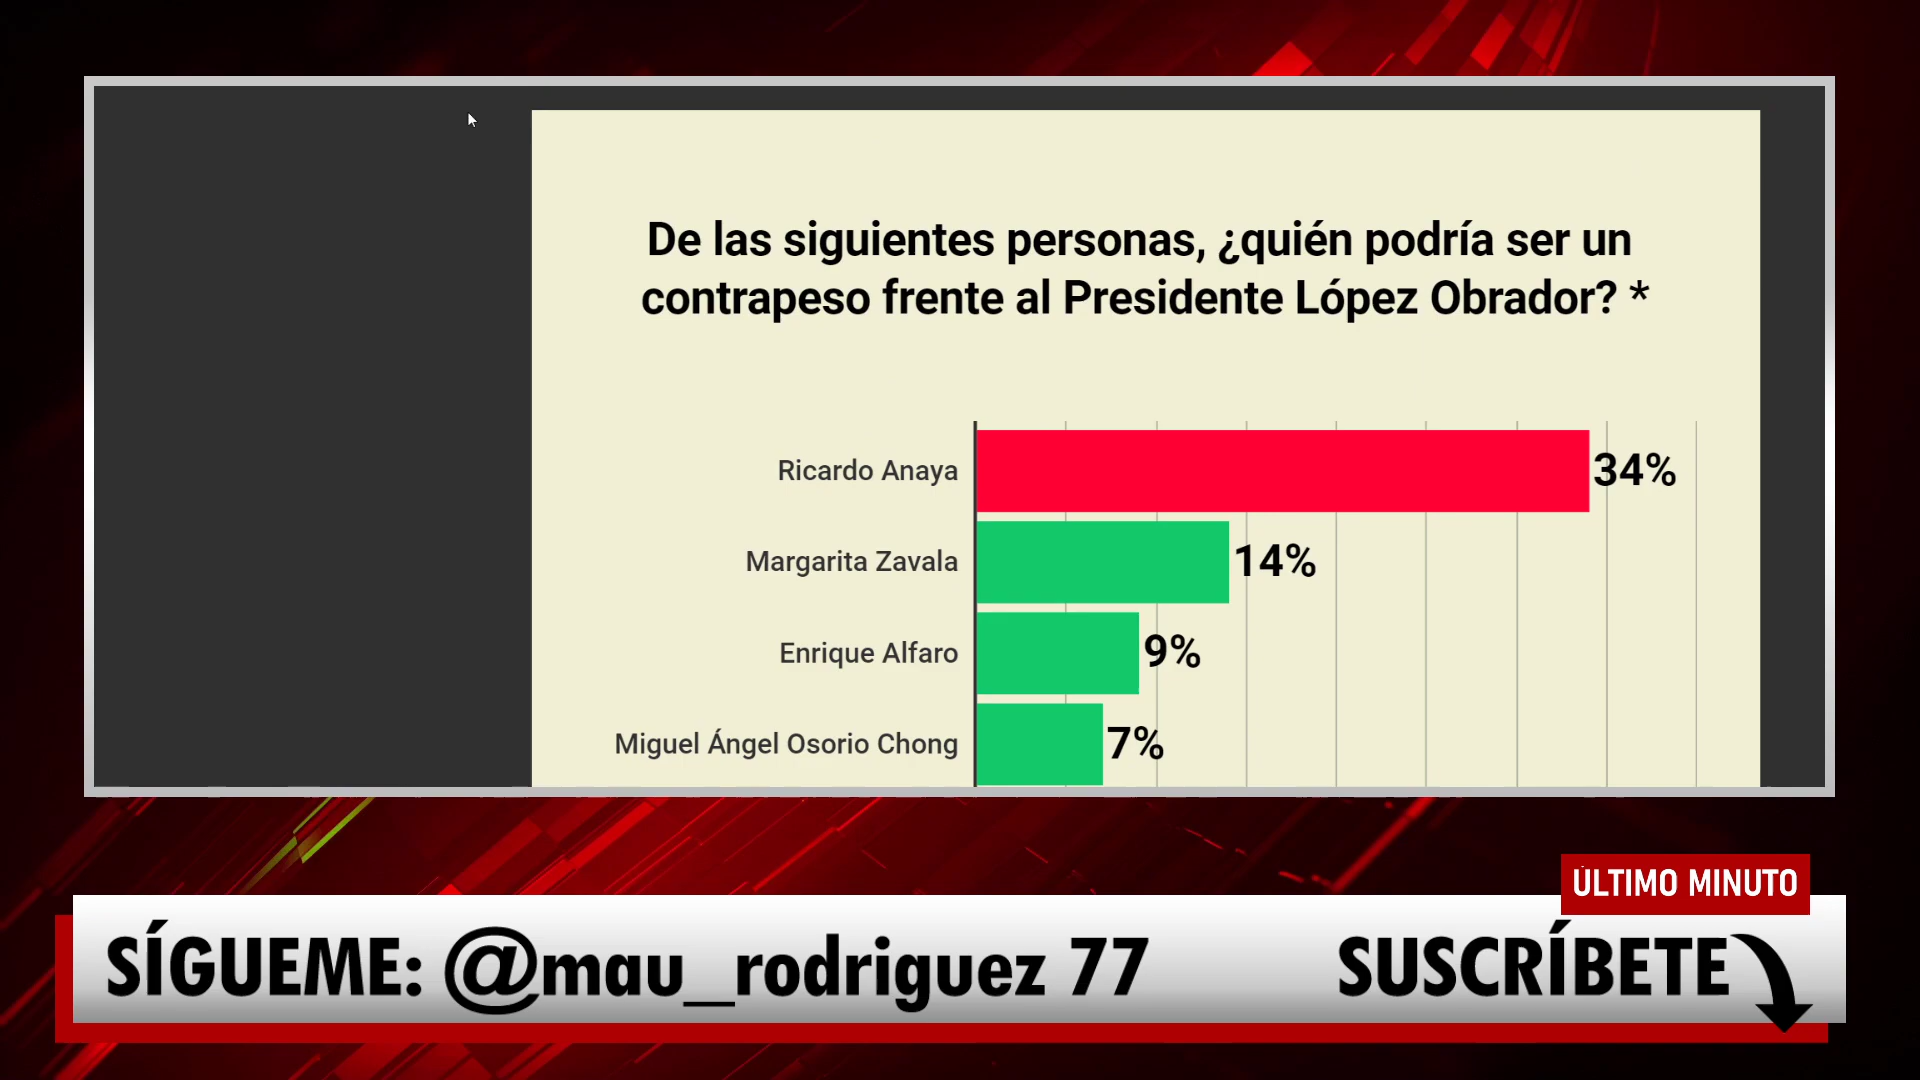 De las siguientes personas, ¿quién podría ser un
contrapeso frente al Presidente López Obrador? *
Ricardo Anaya 34%
Margarita Zavala 14%
Enrique Alfaro 9%
Miguel Ángel Osorio Chong 7%
ÚLTIMO MINUTO
SÍGUEME: @mau_rodriguez 77 SUSCRÍBETE